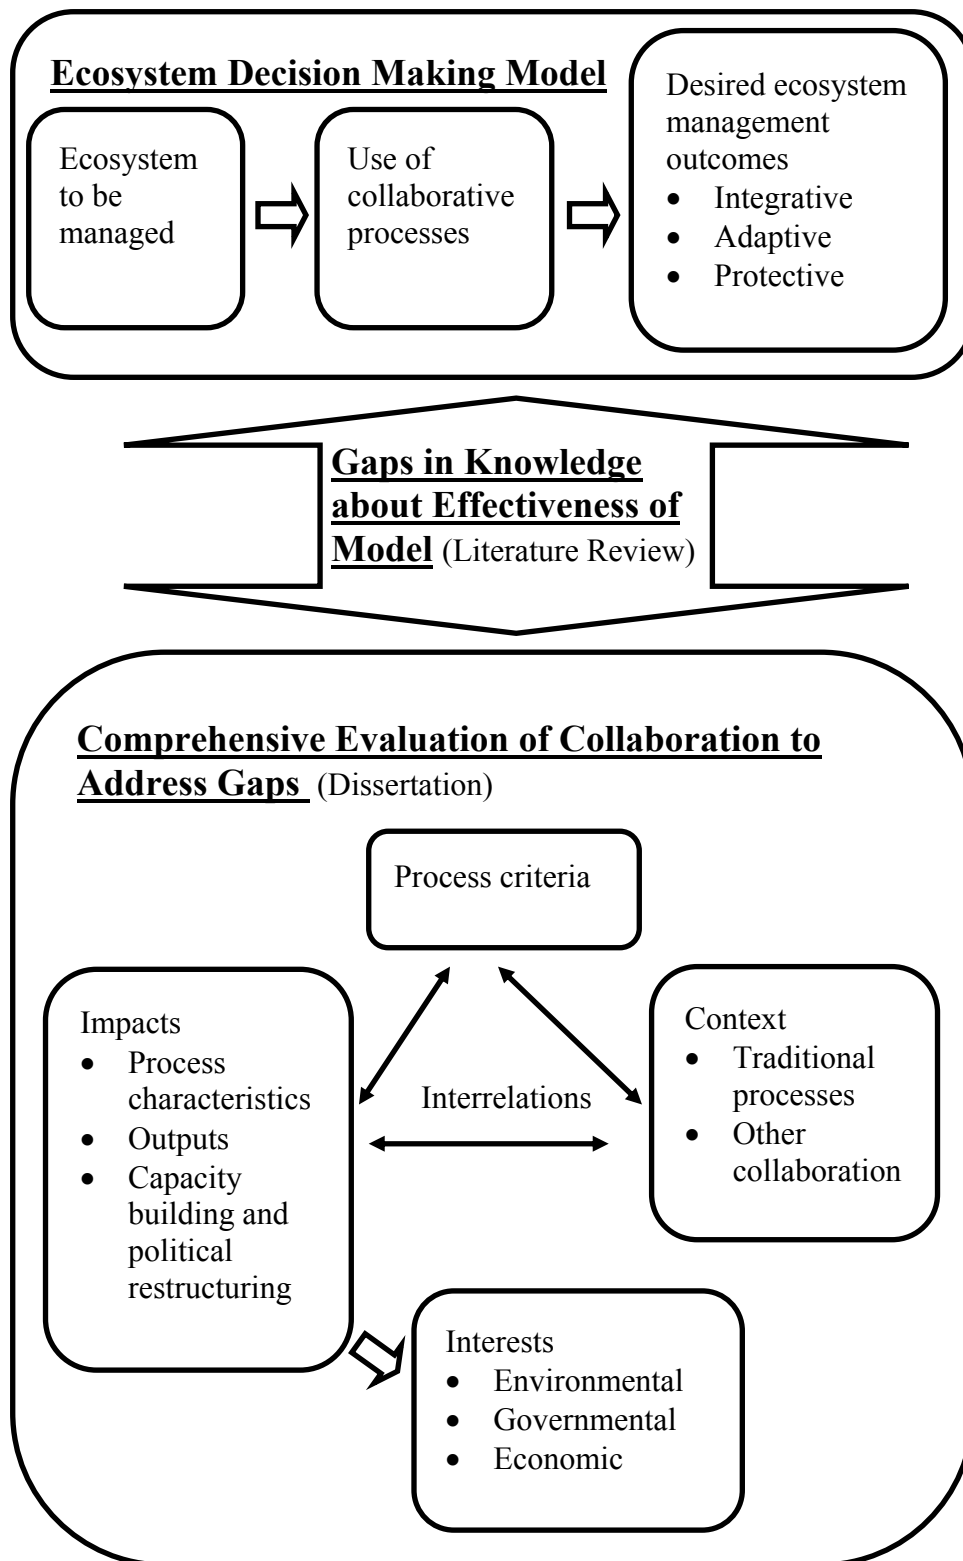 Ecosystem Decision Making Model
Ecosystem
to be
managed
Use of
collaborative
processes
Desired ecosystem
management
outcomes
• Integrative
• Adaptive
• Protective
Gaps in Knowledge
about Effectiveness of
Model (Literature Review)
Comprehensive Evaluation of Collaboration to
Address Gaps (Dissertation)
Process criteria
Impacts
• Process
characteristics
• Outputs
• Capacity
building and
political
restructuring
Interrelations
Context
• Traditional
processes
• Other
collaboration
Interests
• Environmental
• Governmental
• Economic